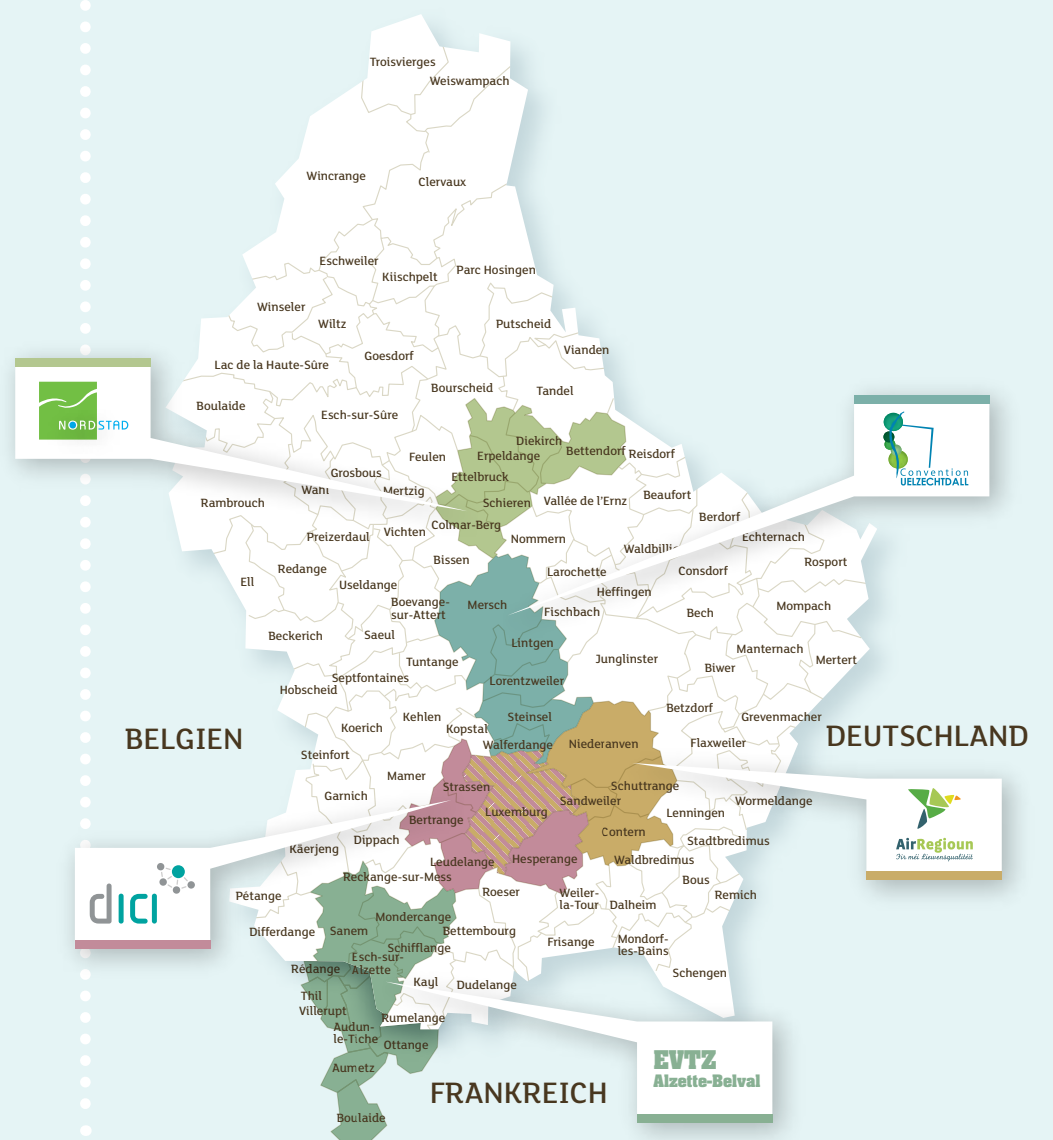 Troisvierges
Weiswampach
Wincrange
Clervaux
Eschweiler
Kiischpelt
Parc Hosingen
Winseler
Wiltz
Putscheid
Vianden
Goesdorf
Lac de la Haute-Sûre
Bourscheid
Tandel
Boulaide
Esch-sur-Sûre
NORDSTAD
Diekirch
Erpeldange
Bettendorf
Reisdorf
Feulen
Grosbous
Ettelbruck
Convention
UELZECHTDALL
Wahl
Mertzig
Rambrouch
Schieren
Vallée de l'Ernz
Beaufort
Berdorf
Colmar-Berg
Vichten
Preizerdaul
Nommern
Echternach
Waldbillig
Bissen
Rosport
Redange
Larochette
Consdorf
Ell
Useldange
Heffingen
Boevange-
sur-Attert
Mersch
Fischbach
Bech
Mompach
Beckerich
Saeul
Lintgen
Manternach
Tuntange
Junglinster
Mertert
Biwer
Septfontaines
Lorentzweiler
Hobscheid
Betzdorf
Kehlen
Steinsel
Grevenmacher
Koerich
Kopstal
BELGIEN
DEUTSCHLAND
Walferdange
Niederanven
Flaxweiler
Steinfort
Mamer
Strassen
Schuttrange
Garnich
Sandweiler
Wormeldange
Luxemburg
Lenningen
Bertrange
Contern
Dippach
Stadtbredimus
Käerjeng
AirRegioun
Fir méi Liewensqualitéit
Leudelange
Hesperange
Waldbredimus
Reckange-sur-Mess
Bous
dici
Pétange
Roeser
Weiler-
la-Tour
Dalheim
Remich
Mondercange
Differdange
Sanem
Bettembourg
Schifflange
Frisange
Mondorf-
les-Bains
Esch-sur-
Alzette
Rédange
Schengen
Kayl
Dudelange
Thil
Villerupt
Rumelange
Audun-
le-Tiche
Ottange
Aumetz
EVTZ
Alzette-Belval
FRANKREICH
Boulaide